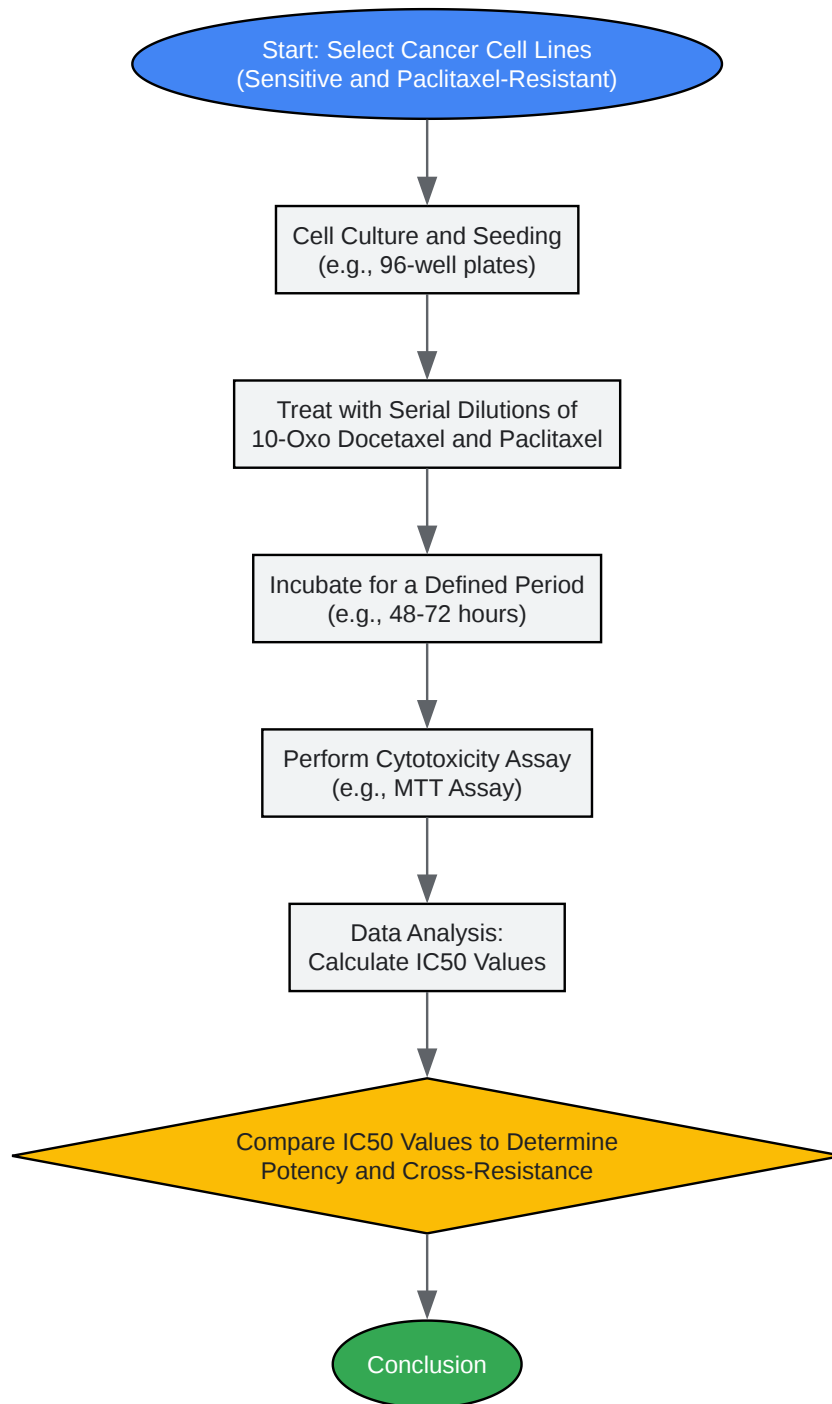 Start: Select Cancer Cell Lines
(Sensitive and Paclitaxel-Resistant)
Cell Culture and Seeding
(e.g., 96-well plates)
Treat with Serial Dilutions of
10-Oxo Docetaxel and Paclitaxel
Incubate for a Defined Period
(e.g., 48-72 hours)
Perform Cytotoxicity Assay
(e.g., MTT Assay)
Data Analysis:
Calculate IC50 Values
Compare IC50 Values to Determine
Potency and Cross-Resistance
Conclusion